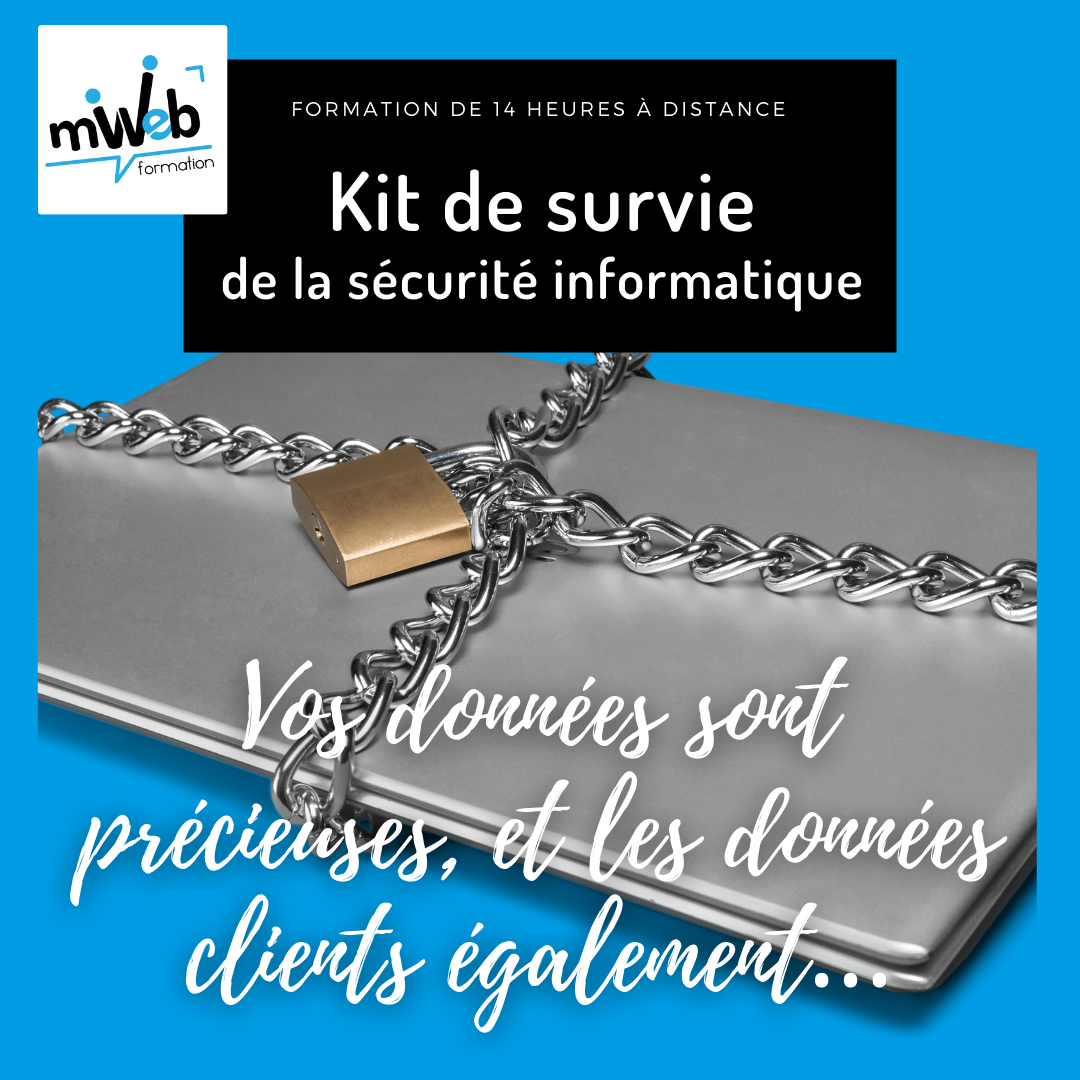 miWeb
formation
FORMATION DE 14 HEURES À DISTANCE
Kit de survie
de la sécurité informatique
Vos données sont
précieuses, et les données
clients également...